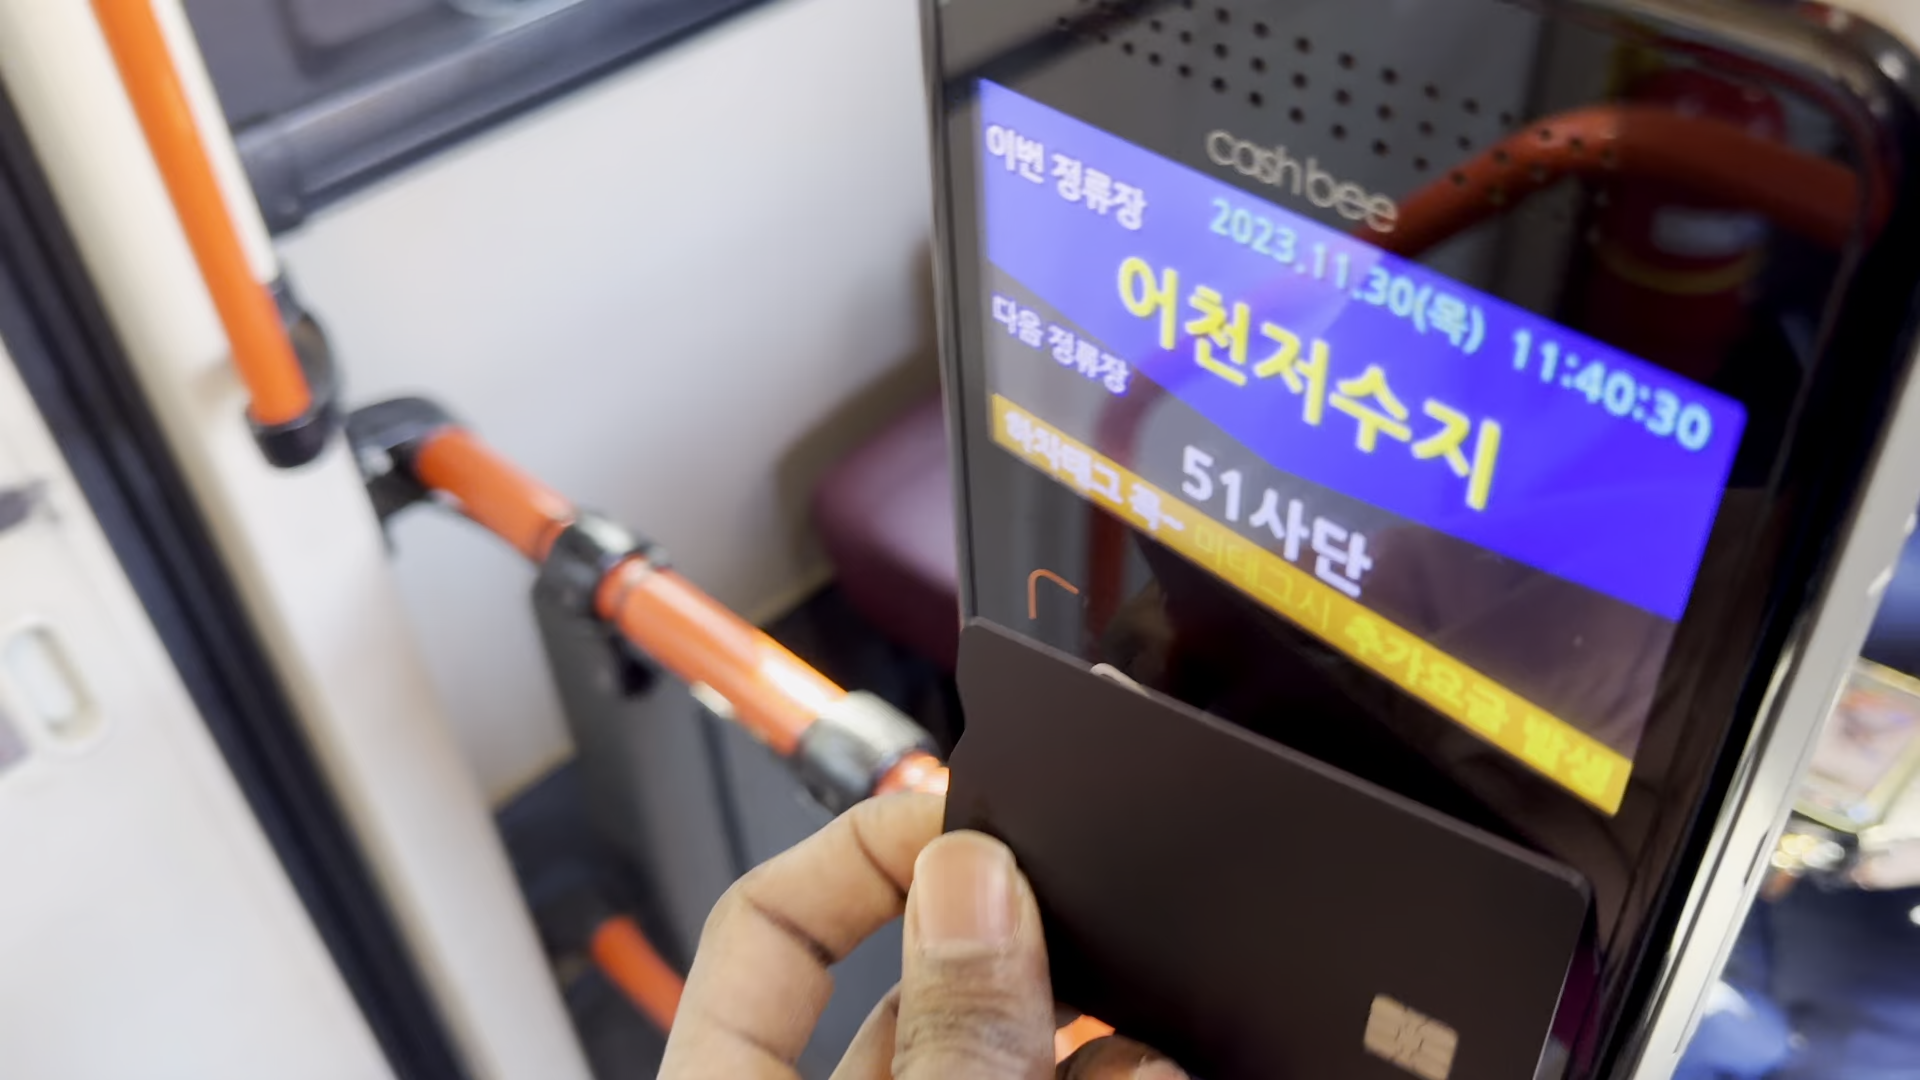 cashbee
이번 정류장
2023.11.30(목) 11:40:30
어천저수지
다음 정류장
51사단
하차태그 꼭~ 미태그시 추가요금 발생